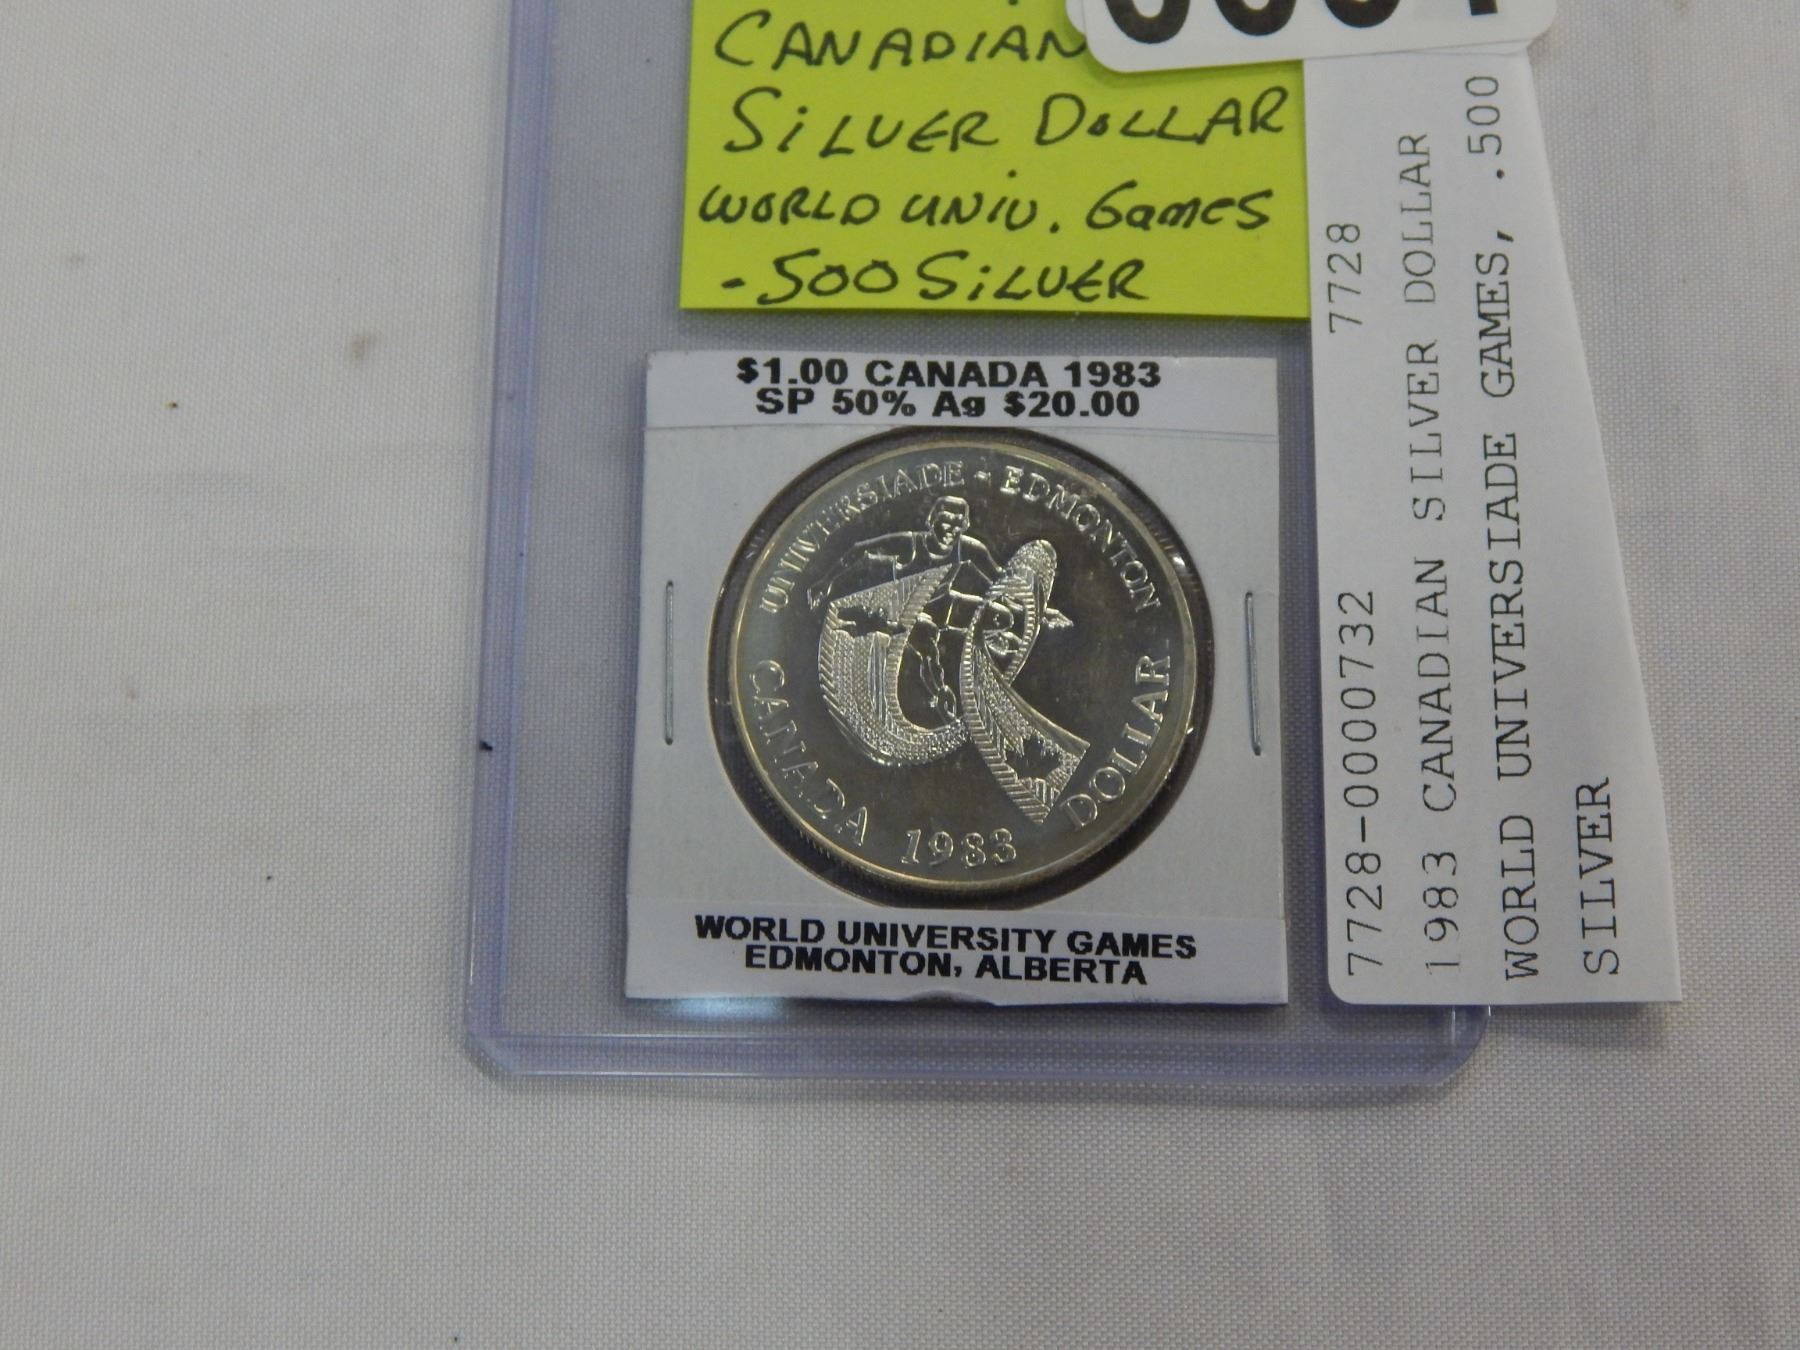 CANADIAN
SiLVER DOLLAR
WORLD UNIV. Games
.500 SiLVER
$1.00 CANADA 1983
SP 50% Ag $20.00
UNIVERSIADE - EDMONTON
CANADA 1983 DOLLAR
WORLD UNIVERSITY GAMES
EDMONTON, ALBERTA
7728-0000732 7728
1983 CANADIAN SILVER DOLLAR
WORLD UNIVERSIADE GAMES, .500
SILVER